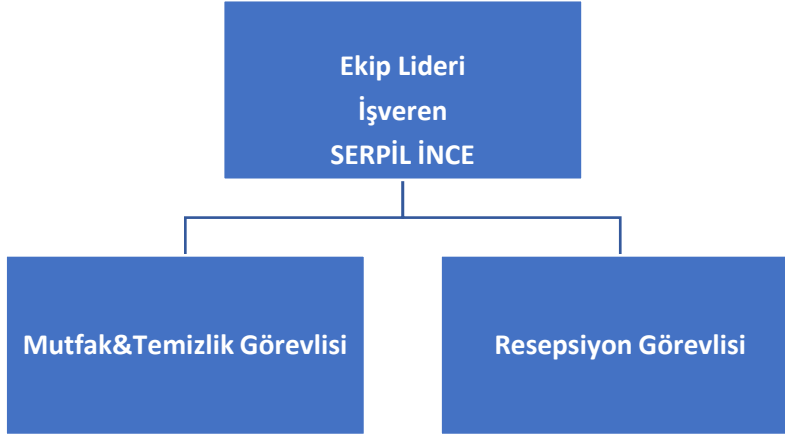 Ekip Lideri
İşveren
SERPİL İNCE
Mutfak&Temizlik Görevlisi
Resepsiyon Görevlisi